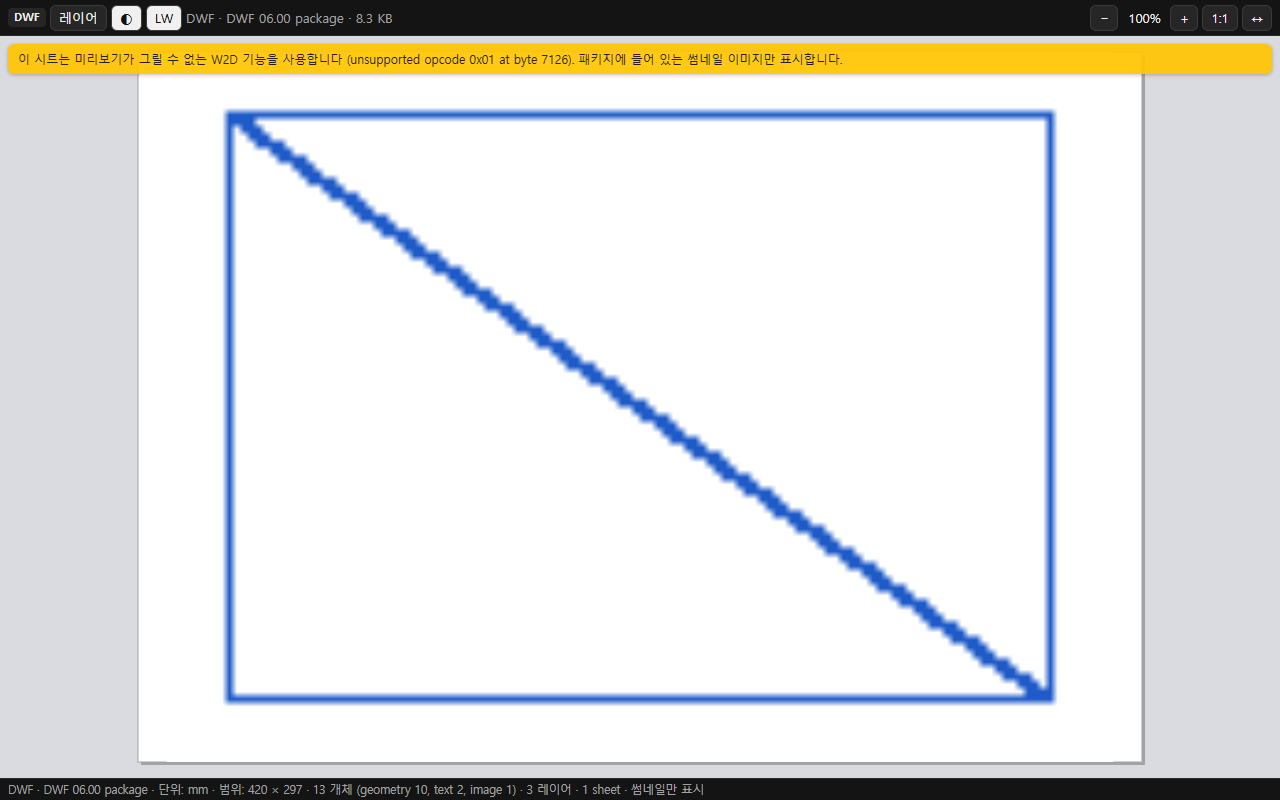 DWF 레이어 ◐ LW DWF · DWF 06.00 package · 8.3 KB − 100% + 1:1 ↔
이 시트는 미리보기가 그릴 수 없는 W2D 기능을 사용합니다 (unsupported opcode 0x01 at byte 7126). 패키지에 들어 있는 썸네일 이미지만 표시합니다.
DWF · DWF 06.00 package · 단위: mm · 범위: 420 × 297 · 13 개체 (geometry 10, text 2, image 1) · 3 레이어 · 1 sheet · 썸네일만 표시